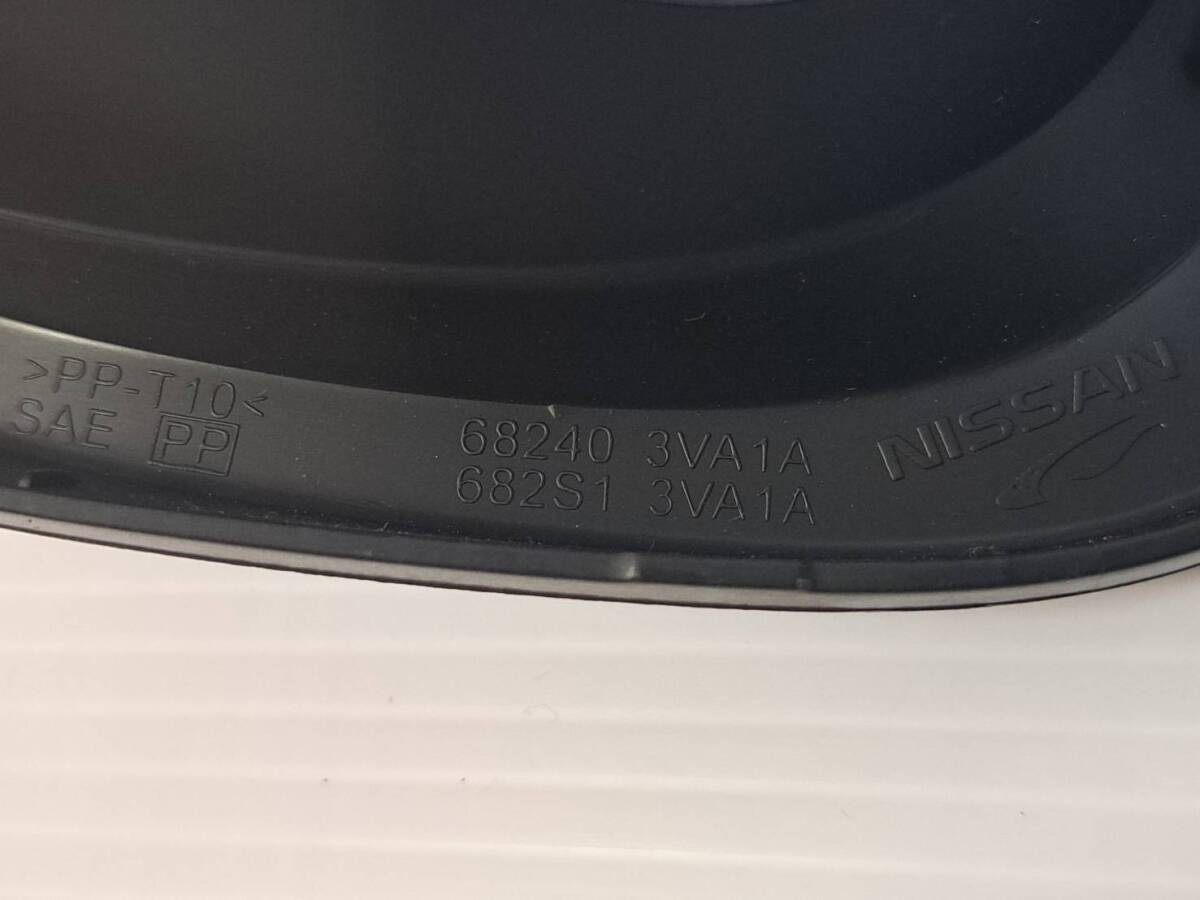 >PP-T10<
SAE PP
68240 3VA1A
682S1 3VA1A
NISSAN